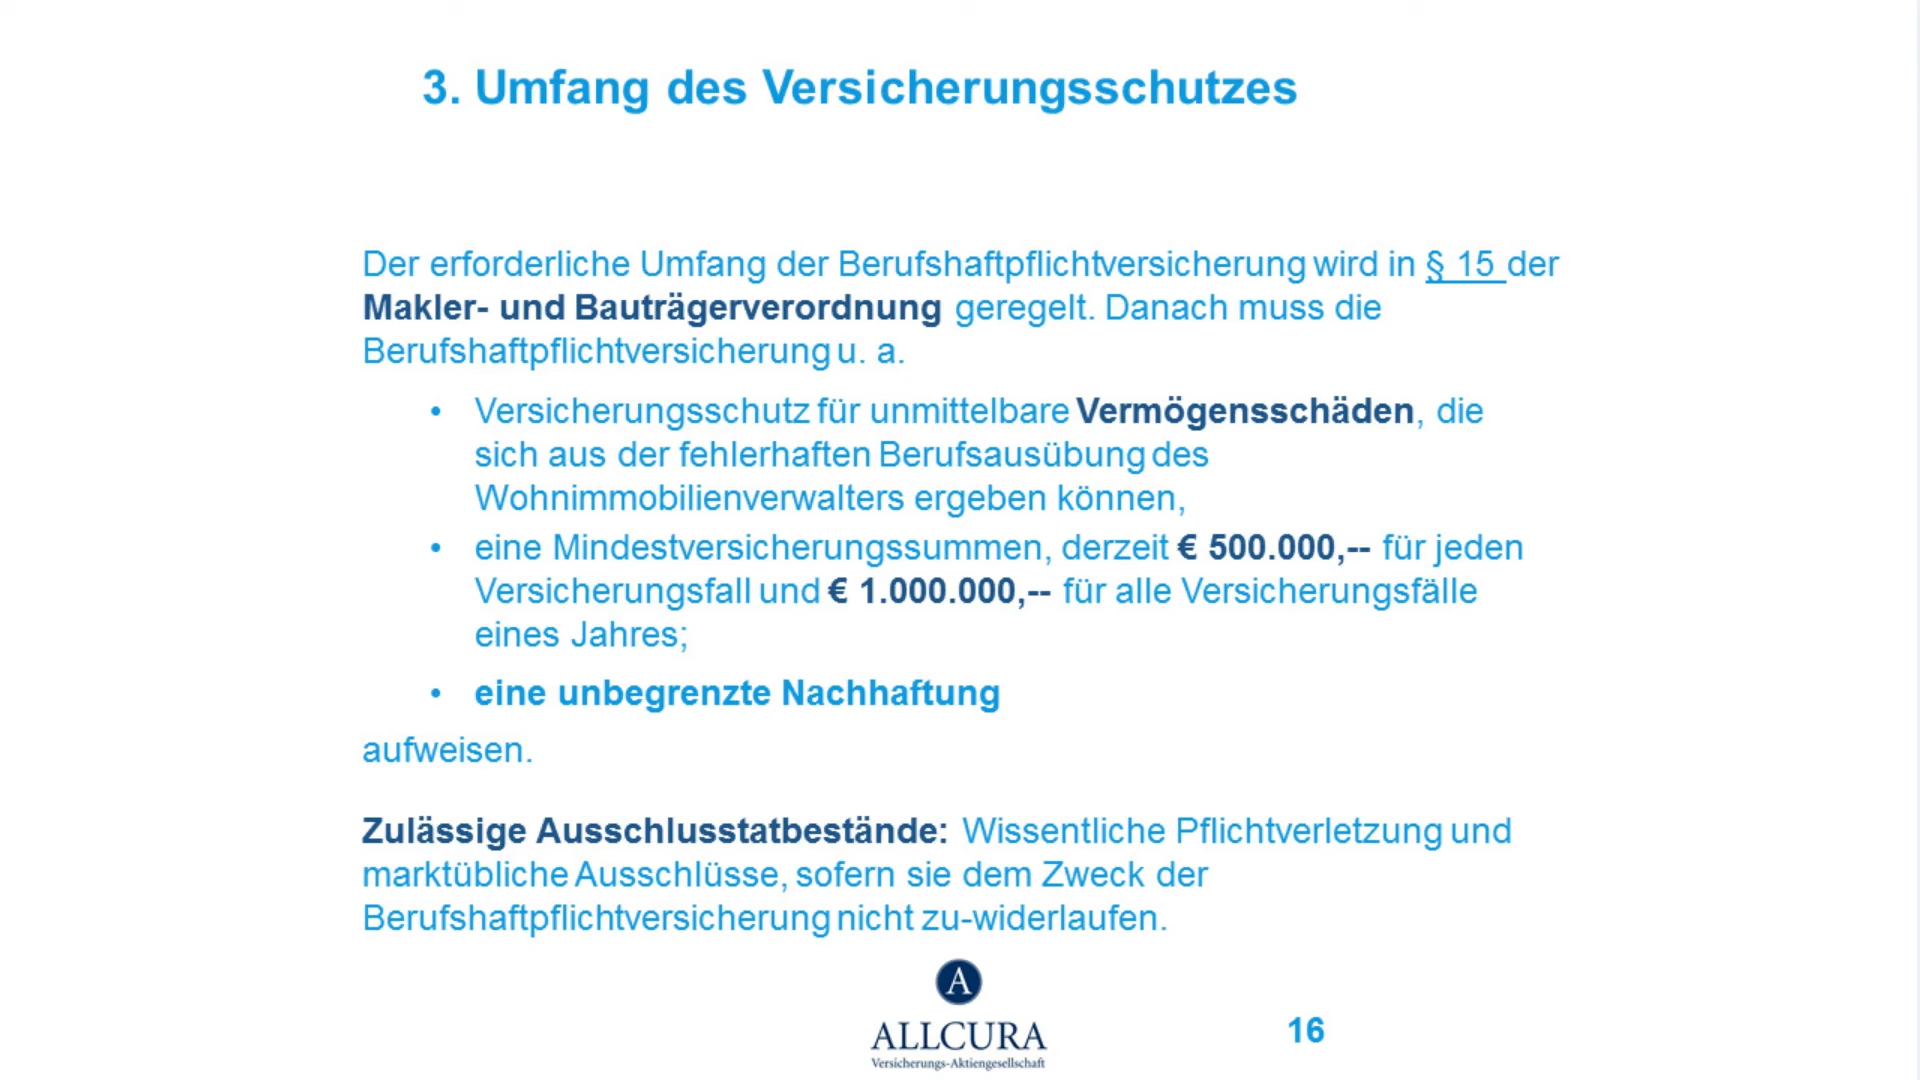 3. Umfang des Versicherungsschutzes
Der erforderliche Umfang der Berufshaftpflichtversicherung wird in § 15 der
Makler- und Bauträgerverordnung geregelt. Danach muss die
Berufshaftpflichtversicherung u. a.
• Versicherungsschutz für unmittelbare Vermögensschäden, die
sich aus der fehlerhaften Berufsausübung des
Wohnimmobilienverwalters ergeben können,
• eine Mindestversicherungssummen, derzeit € 500.000,-- für jeden
Versicherungsfall und € 1.000.000,-- für alle Versicherungsfälle
eines Jahres;
• eine unbegrenzte Nachhaftung
aufweisen.
Zulässige Ausschlusstatbestände: Wissentliche Pflichtverletzung und
marktübliche Ausschlüsse, sofern sie dem Zweck der
Berufshaftpflichtversicherung nicht zu-widerlaufen.
A
ALLCURA
Versicherungs-Aktiengesellschaft
16